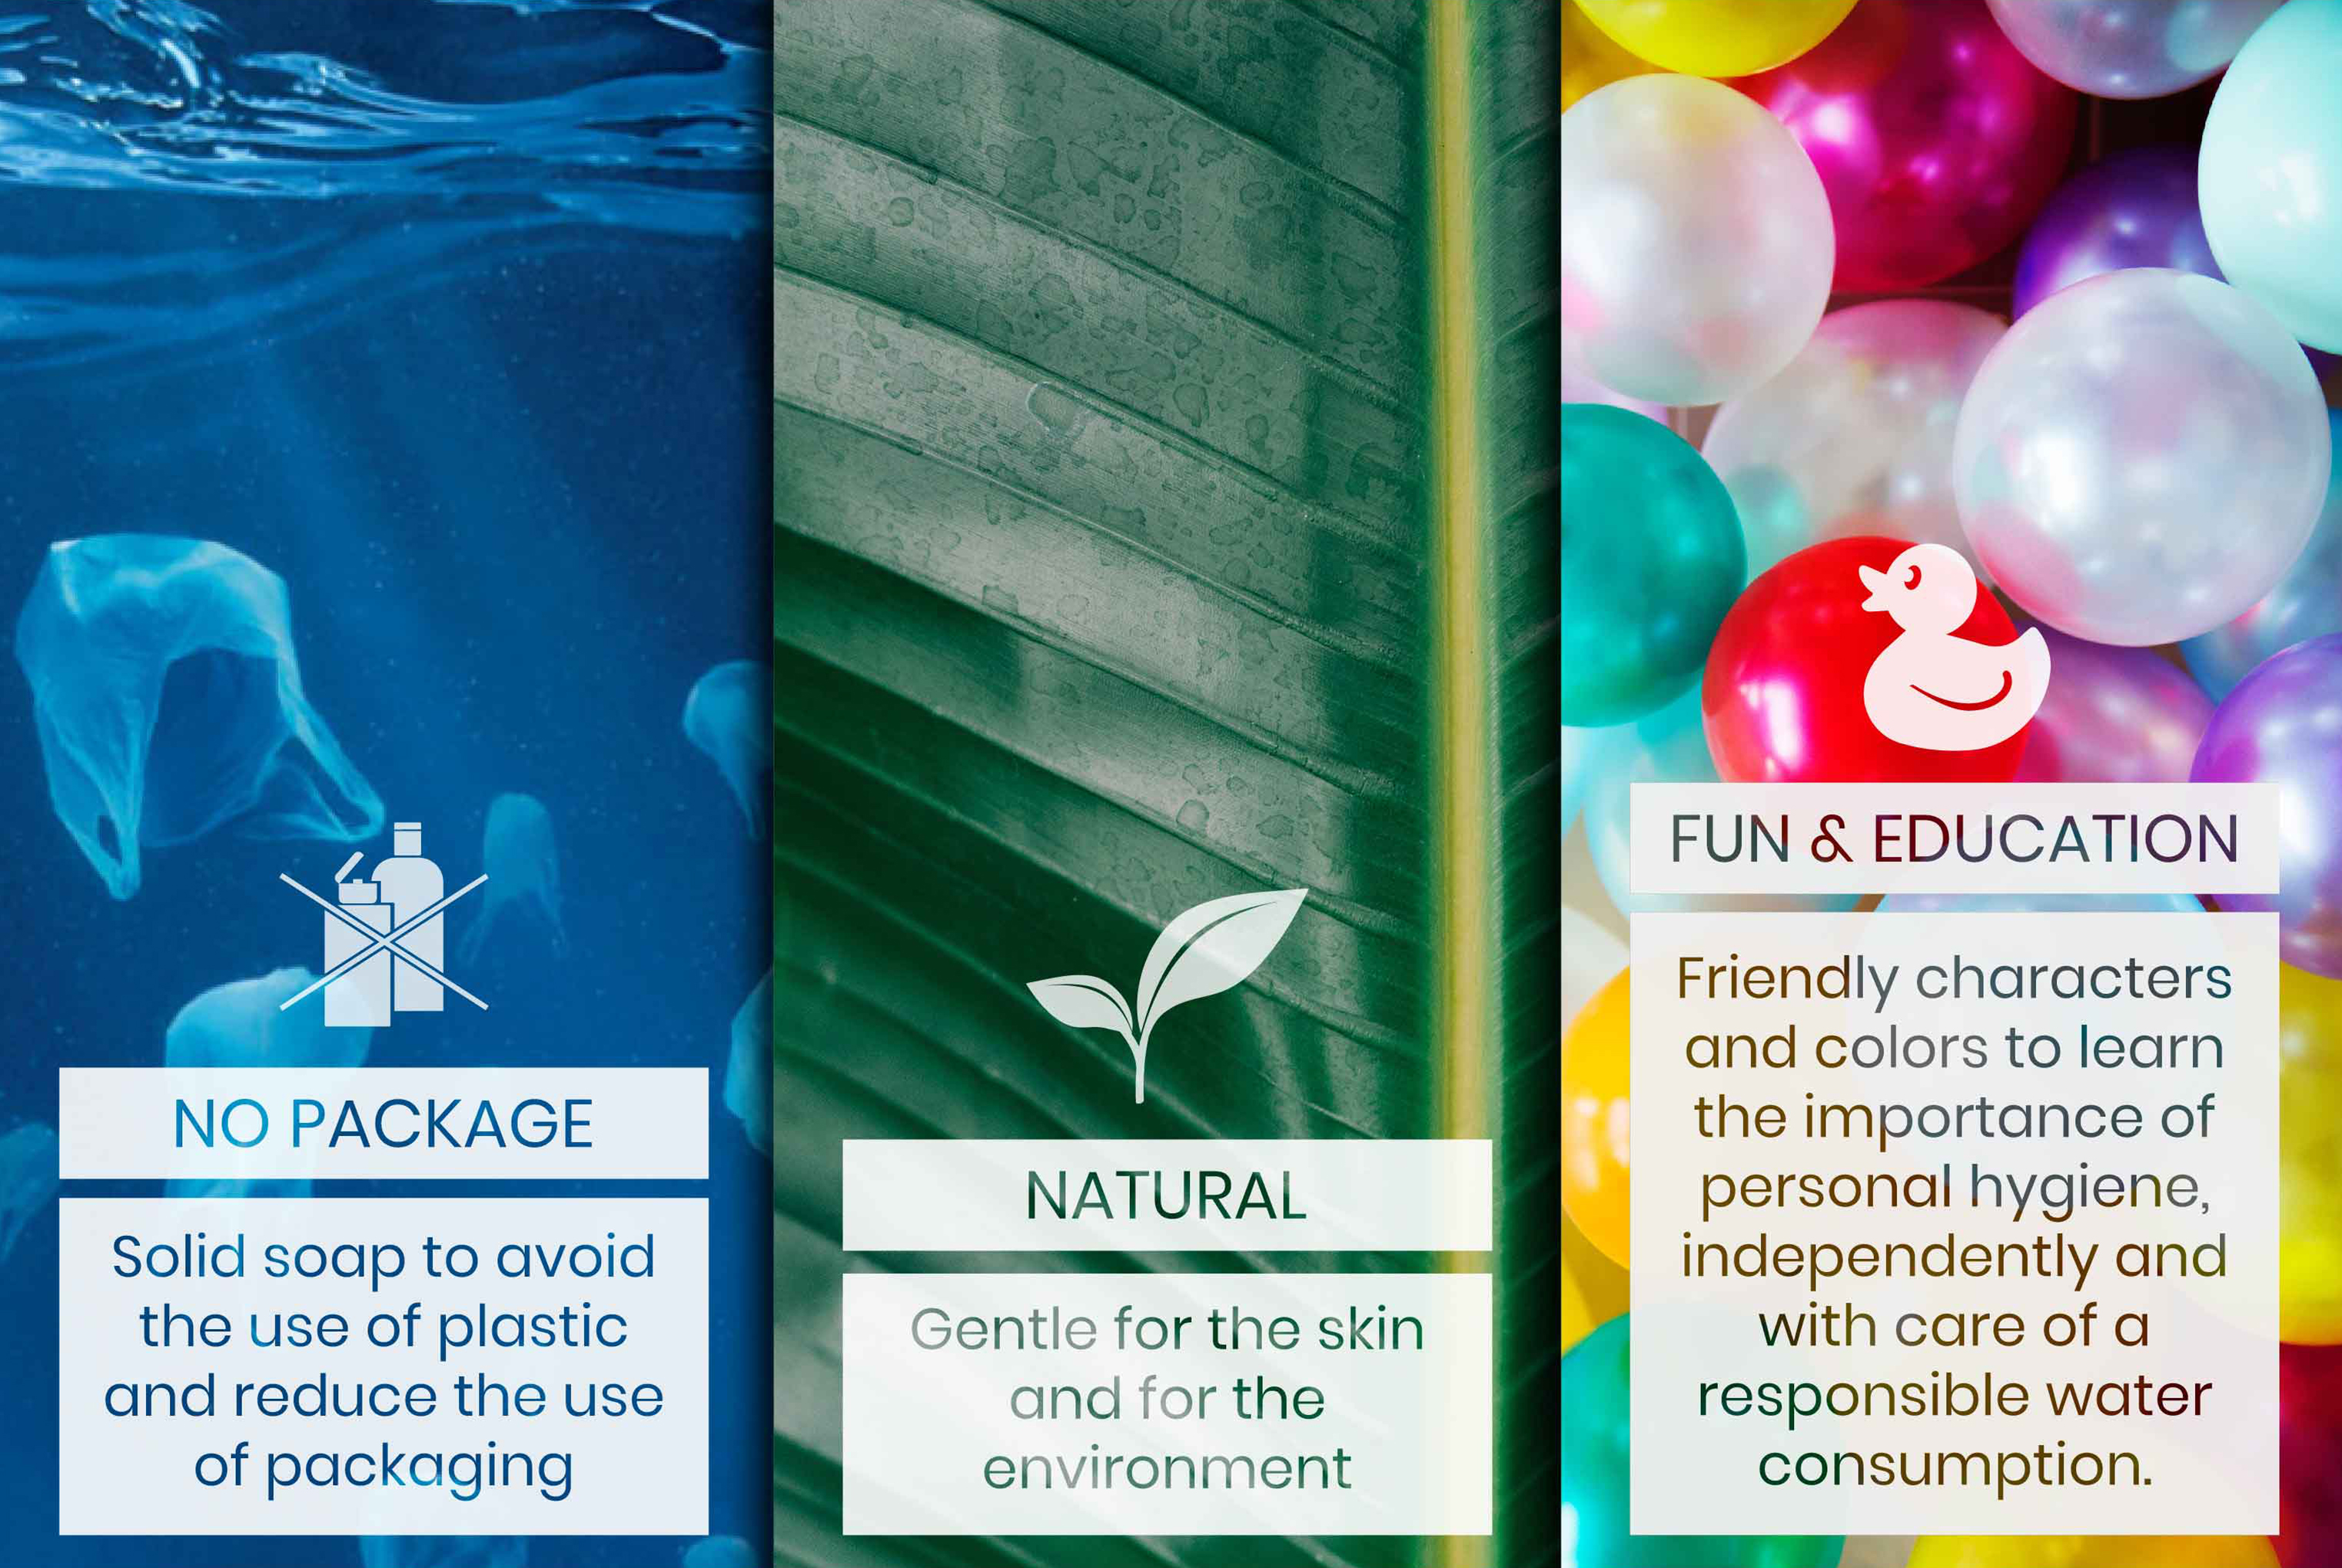 NO PACKAGE
Solid soap to avoid
the use of plastic
and reduce the use
of packaging
NATURAL
Gentle for the skin
and for the
environment
FUN & EDUCATION
Friendly characters
and colors to learn
the importance of
personal hygiene,
independently and
with care of a
responsible water
consumption.